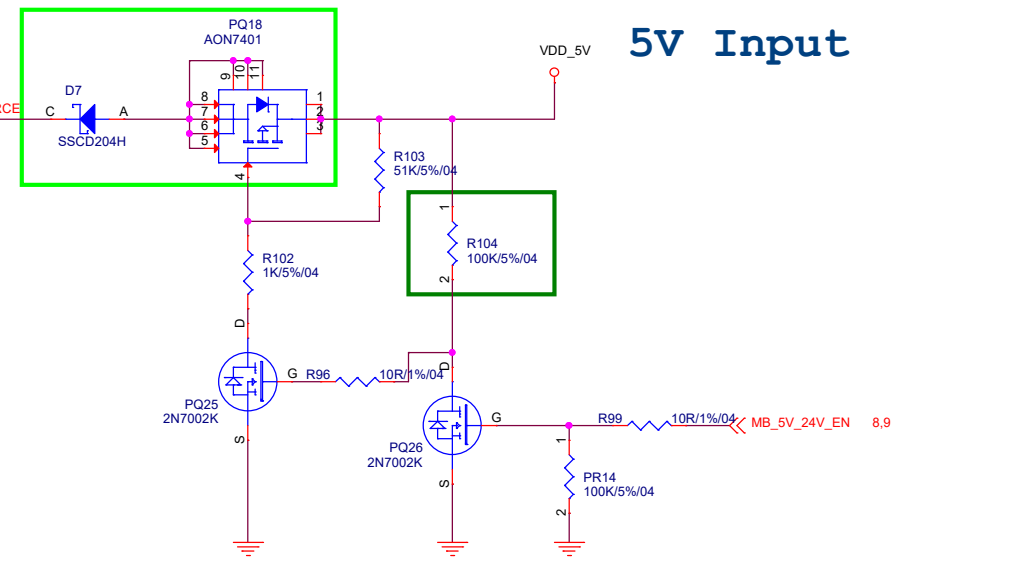 5V Input
PQ18
AON7401
VDD_5V
9
10
11
D7
RCE
C
A
SSCD204H
8
7
6
5
1
2
3
4
R103
51K/5%/04
1
R104
100K/5%/04
2
R102
1K/5%/04
D
G
R96
10R/1%/04
D
PQ25
2N7002K
S
G
R99
10R/1%/04
MB_5V_24V_EN
8,9
PQ26
2N7002K
S
1
PR14
100K/5%/04
2